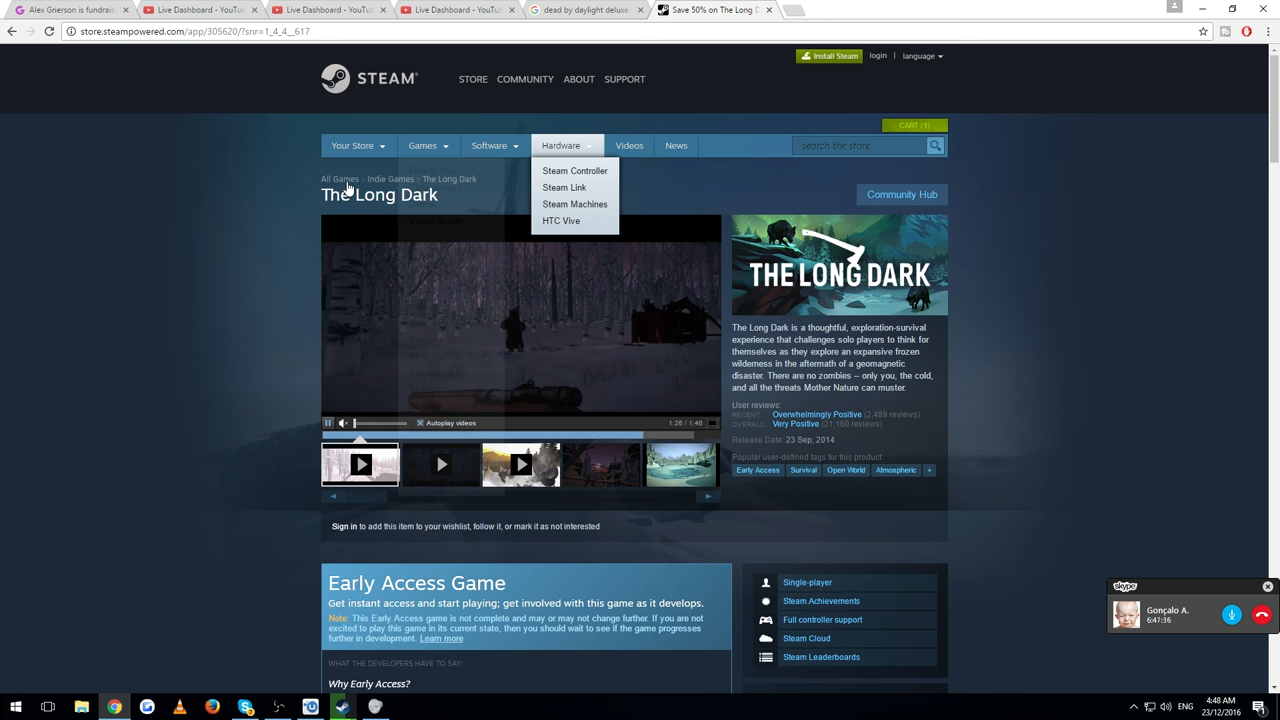 Alex Grierson is fundrais
Live Dashboard - YouTube
Live Dashboard - YouTube
Live Dashboard - YouTube
dead by daylight deluxe
Save 50% on The Long D
store.steampowered.com/app/305620/?snr=1_4_4__617
Install Steam login | language
STEAM
STORE COMMUNITY ABOUT SUPPORT
CART (1)
Your Store Games Software Hardware Videos News search the store
Steam Controller
Steam Link
Steam Machines
HTC Vive
All Games > Indie Games > The Long Dark
The Long Dark
Community Hub
THE LONG DARK
The Long Dark is a thoughtful, exploration-survival
experience that challenges solo players to think for
themselves as they explore an expansive frozen
wilderness in the aftermath of a geomagnetic
disaster. There are no zombies -- only you, the cold,
and all the threats Mother Nature can muster.
User reviews:
RECENT Overwhelmingly Positive (2,489 reviews)
OVERALL Very Positive (21,160 reviews)
Release Date: 23 Sep, 2014
Popular user-defined tags for this product:
Early Access Survival Open World Atmospheric +
Autoplay videos 1:26 / 1:46
Sign in to add this item to your wishlist, follow it, or mark it as not interested
Early Access Game
Get instant access and start playing; get involved with this game as it develops.
Note: This Early Access game is not complete and may or may not change further. If you are not
excited to play this game in its current state, then you should wait to see if the game progresses
further in development. Learn more
WHAT THE DEVELOPERS HAVE TO SAY:
Why Early Access?
Single-player
Steam Achievements
Full controller support
Steam Cloud
Steam Leaderboards
skype
Gonçalo A.
6:47:36
ENG
4:48 AM
23/12/2016